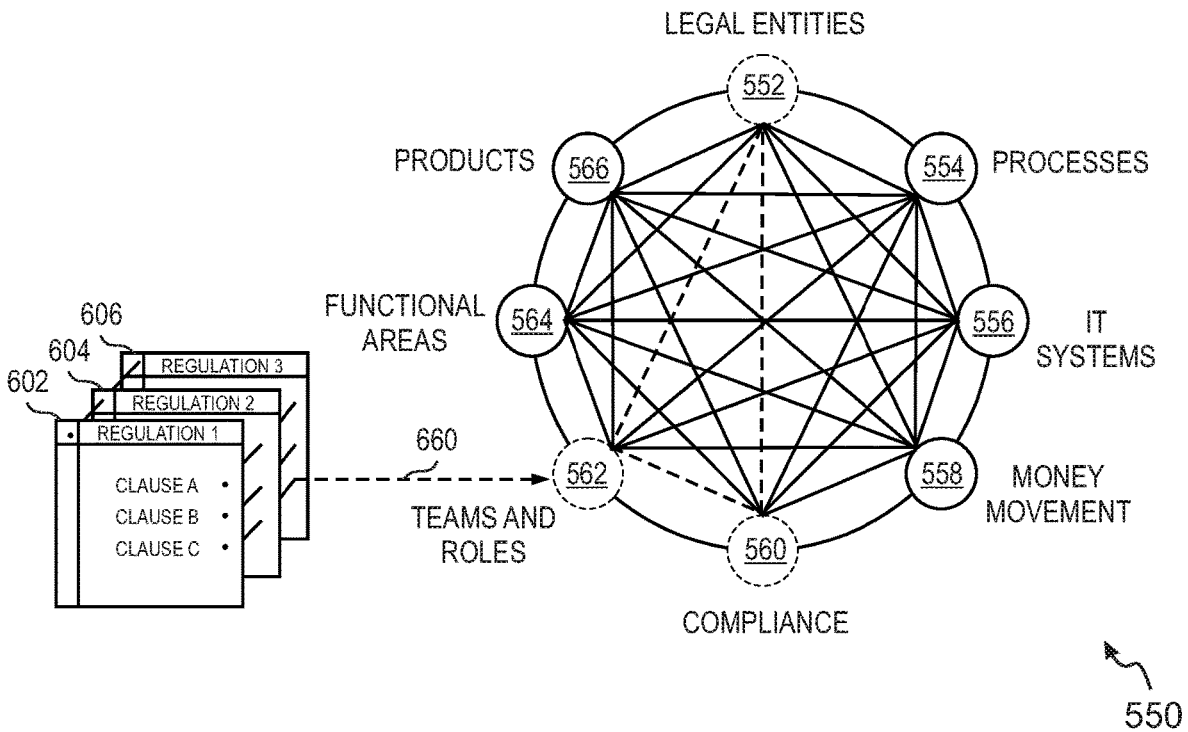 LEGAL ENTITIES
552
PRODUCTS
566
554
PROCESSES
FUNCTIONAL
AREAS
564
556
IT
SYSTEMS
606
604
602
REGULATION 3
REGULATION 2
REGULATION 1
CLAUSE A
CLAUSE B
CLAUSE C
660
562
TEAMS AND
ROLES
558
MONEY
MOVEMENT
560
COMPLIANCE
550